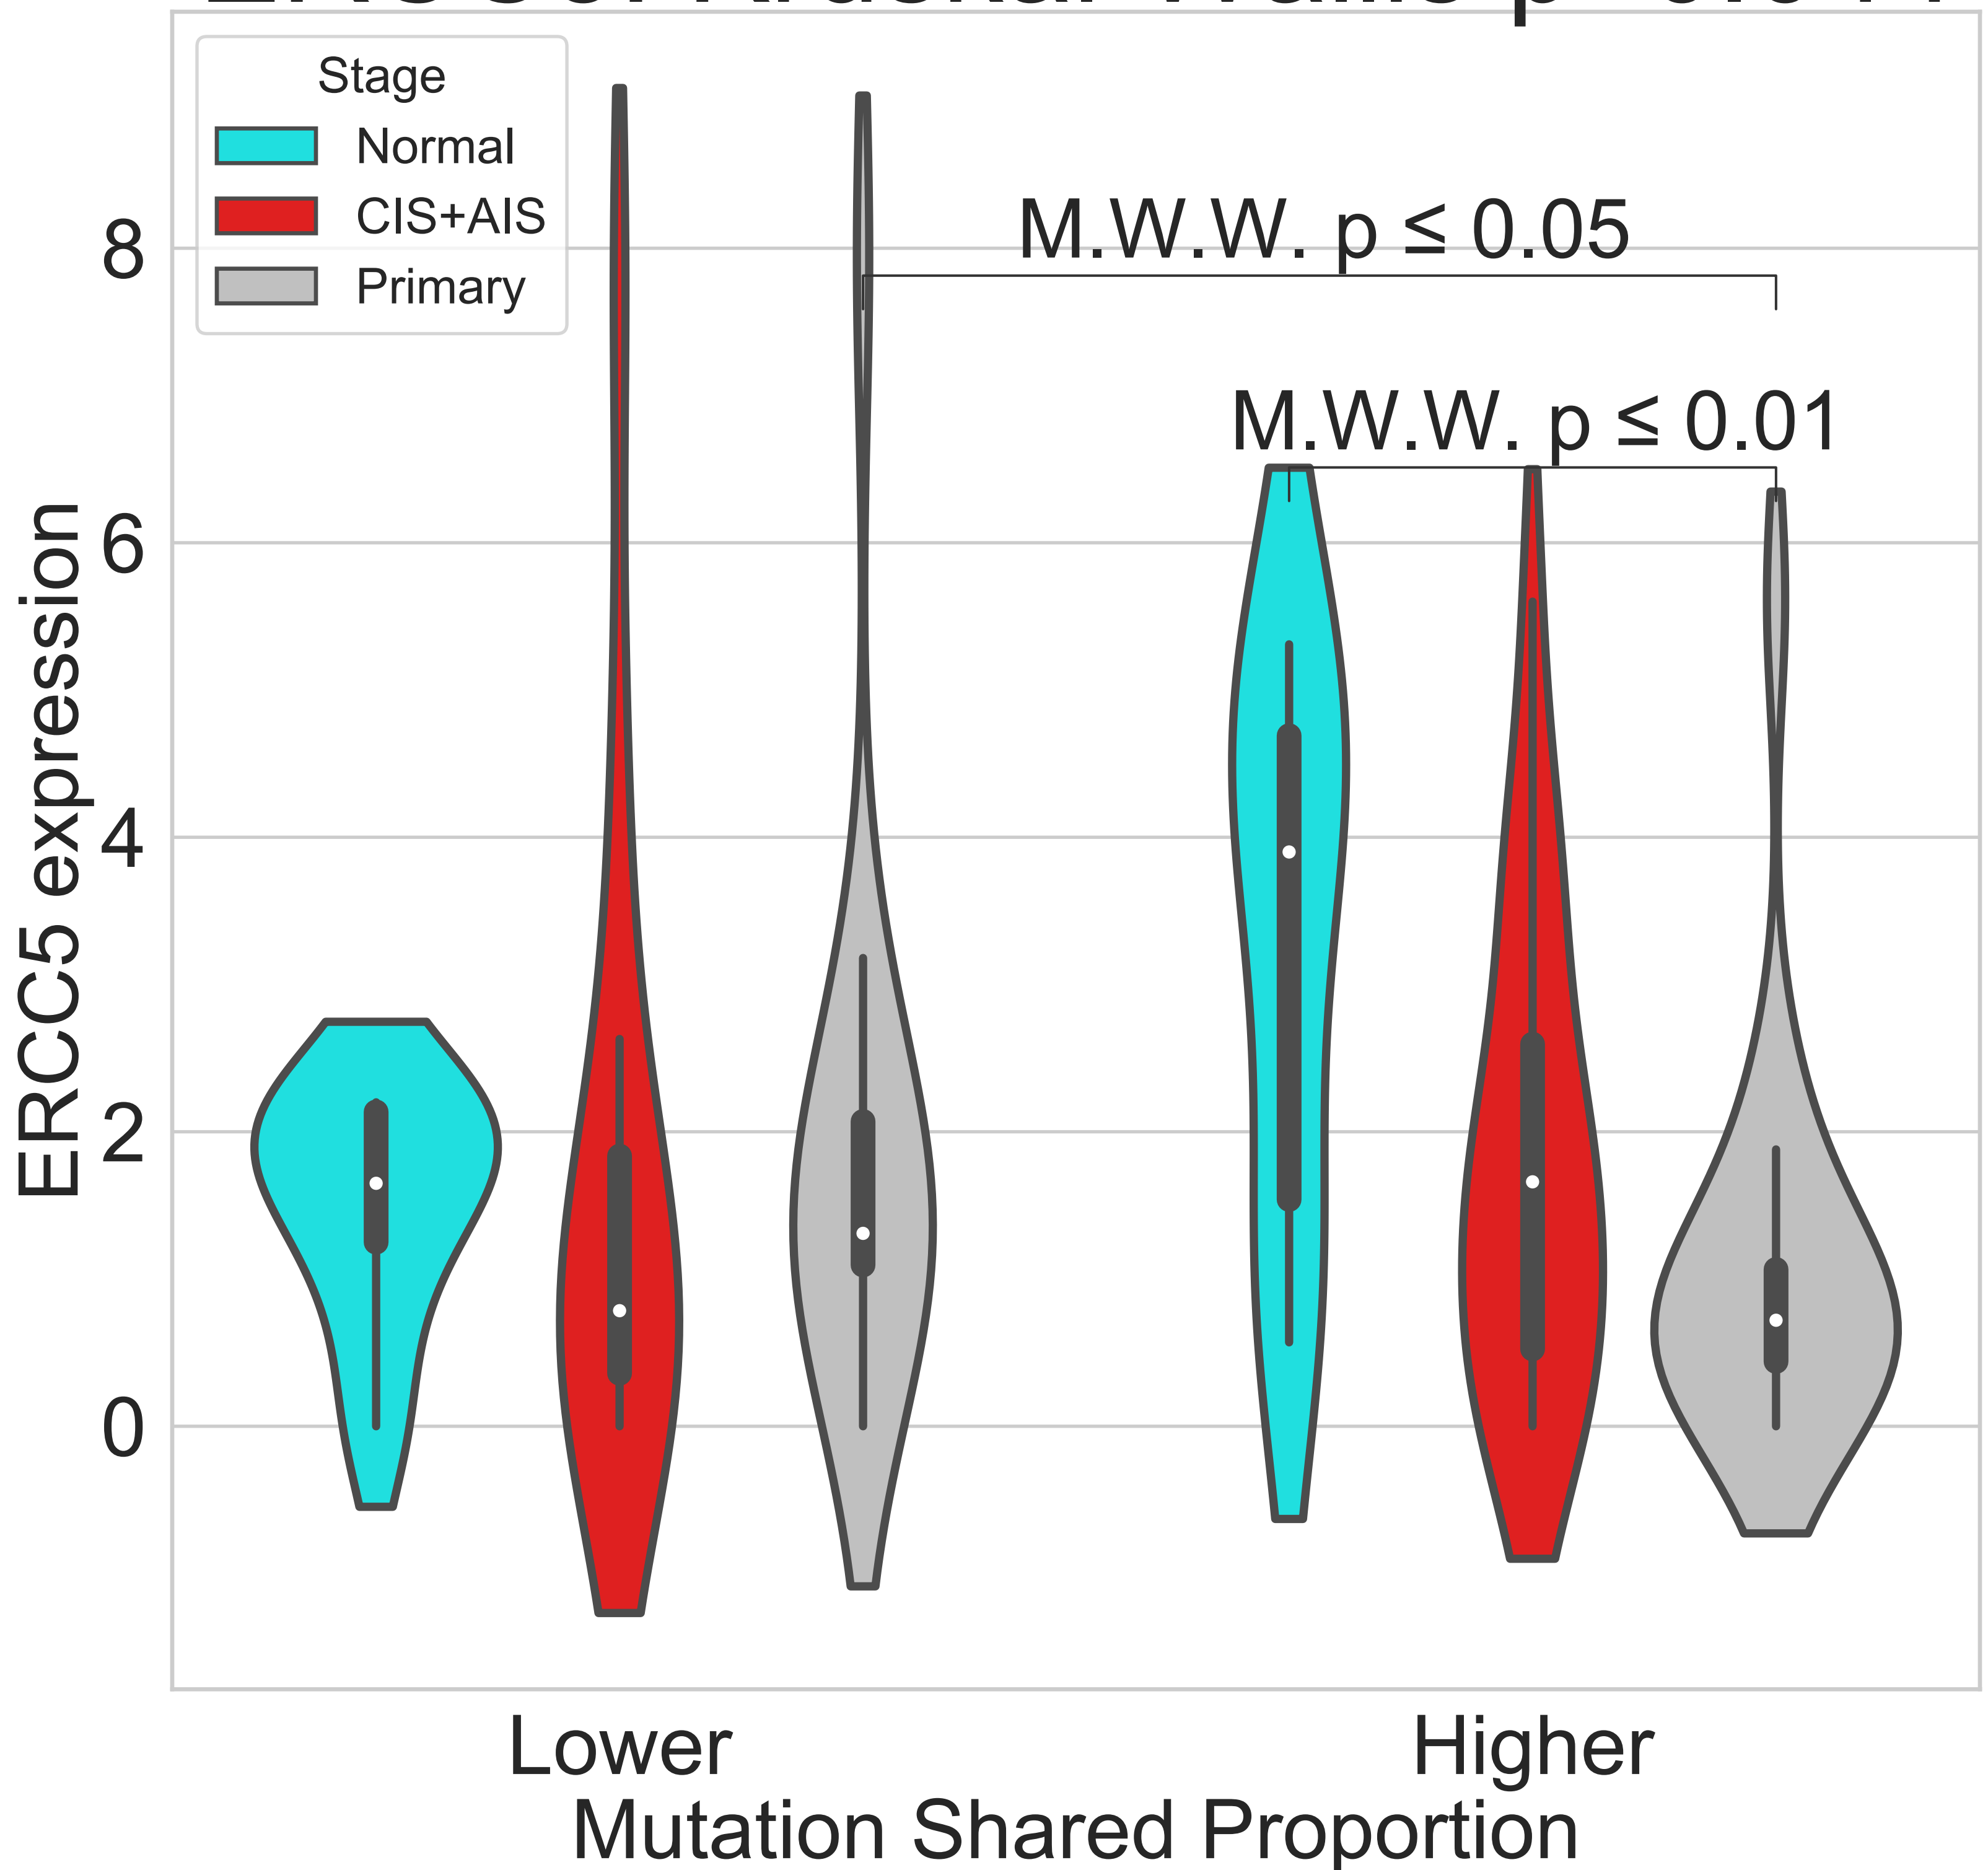 Stage
Normal
CIS+AIS
Primary
M.W.W. p ≤ 0.05
M.W.W. p ≤ 0.01
8
6
4
2
0
ERCC5 expression
Lower
Higher
Mutation Shared Proportion